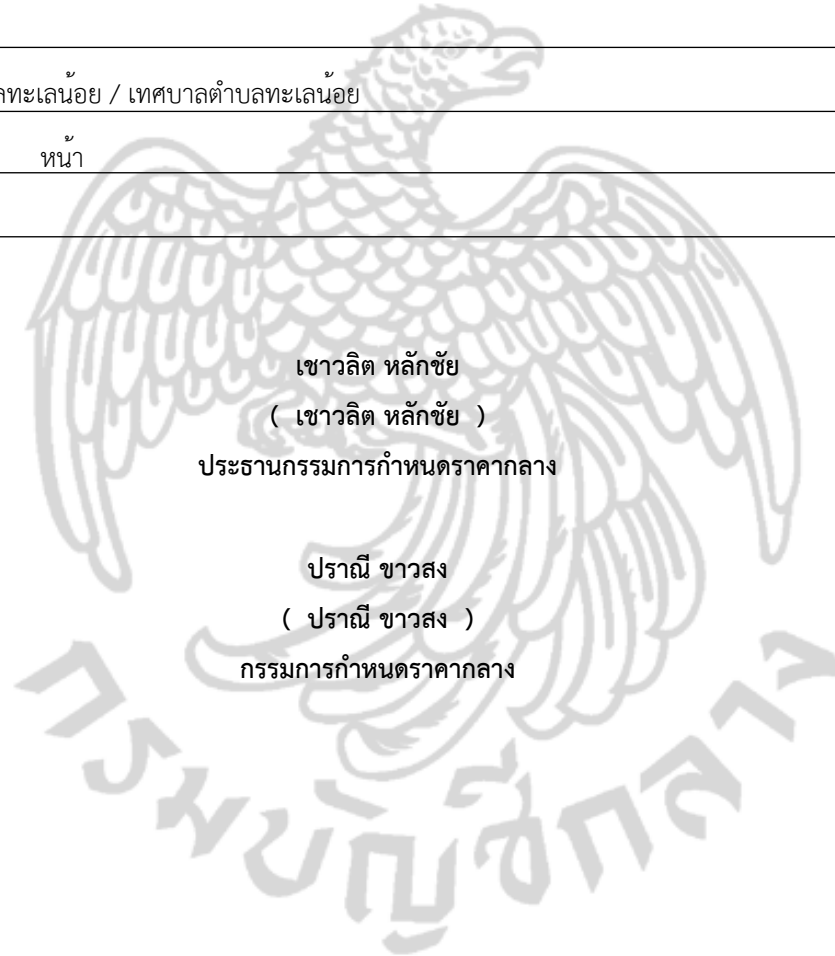 ลทะเลน้อย / เทศบาลตำบลทะเลน้อย
หน้า
เชาวลิต หลักชัย
( เชาวลิต หลักชัย )
ประธานกรรมการกำหนดราคากลาง
ปราณี ขาวสง
( ปราณี ขาวสง )
กรรมการกำหนดราคากลาง
กรมบัญชีกลาง